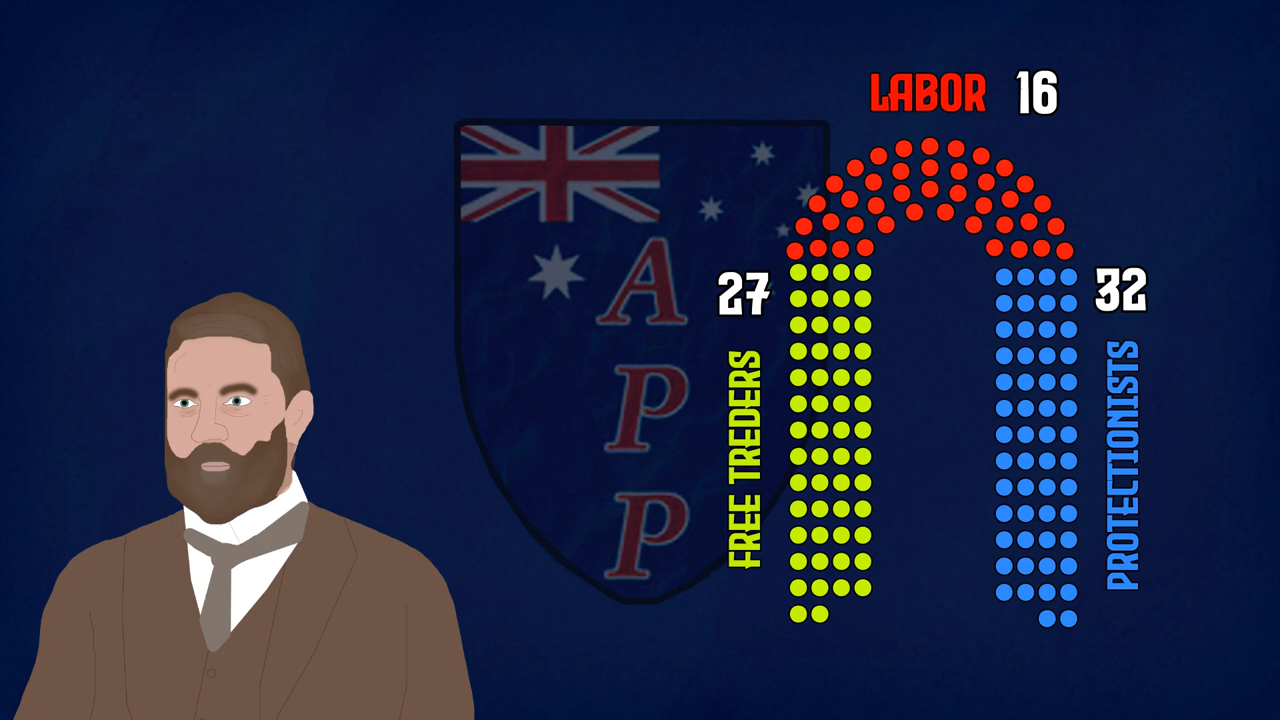 LABOR 16
27
32
FREE TREDERS
PROTECTIONISTS
A
P
P